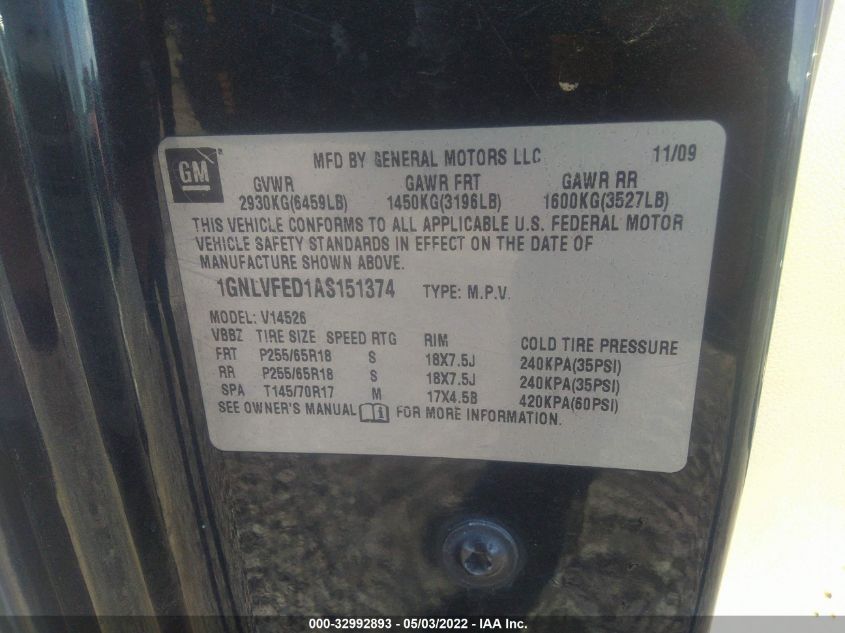 GM MFD BY GENERAL MOTORS LLC 11/09
GVWR GAWR FRT GAWR RR
2930KG(6459LB) 1450KG(3196LB) 1600KG(3527LB)
THIS VEHICLE CONFORMS TO ALL APPLICABLE U.S. FEDERAL MOTOR
VEHICLE SAFETY STANDARDS IN EFFECT ON THE DATE OF
MANUFACTURE SHOWN ABOVE.
1GNLVFED1AS151374 TYPE: M.P.V.
MODEL: V14526
VBBZ TIRE SIZE SPEED RTG RIM COLD TIRE PRESSURE
FRT P255/65R18 S 18X7.5J 240KPA(35PSI)
RR P255/65R18 S 18X7.5J 240KPA(35PSI)
SPA T145/70R17 M 17X4.5B 420KPA(60PSI)
SEE OWNER'S MANUAL FOR MORE INFORMATION.
000-32992893 - 05/03/2022 - IAA Inc.